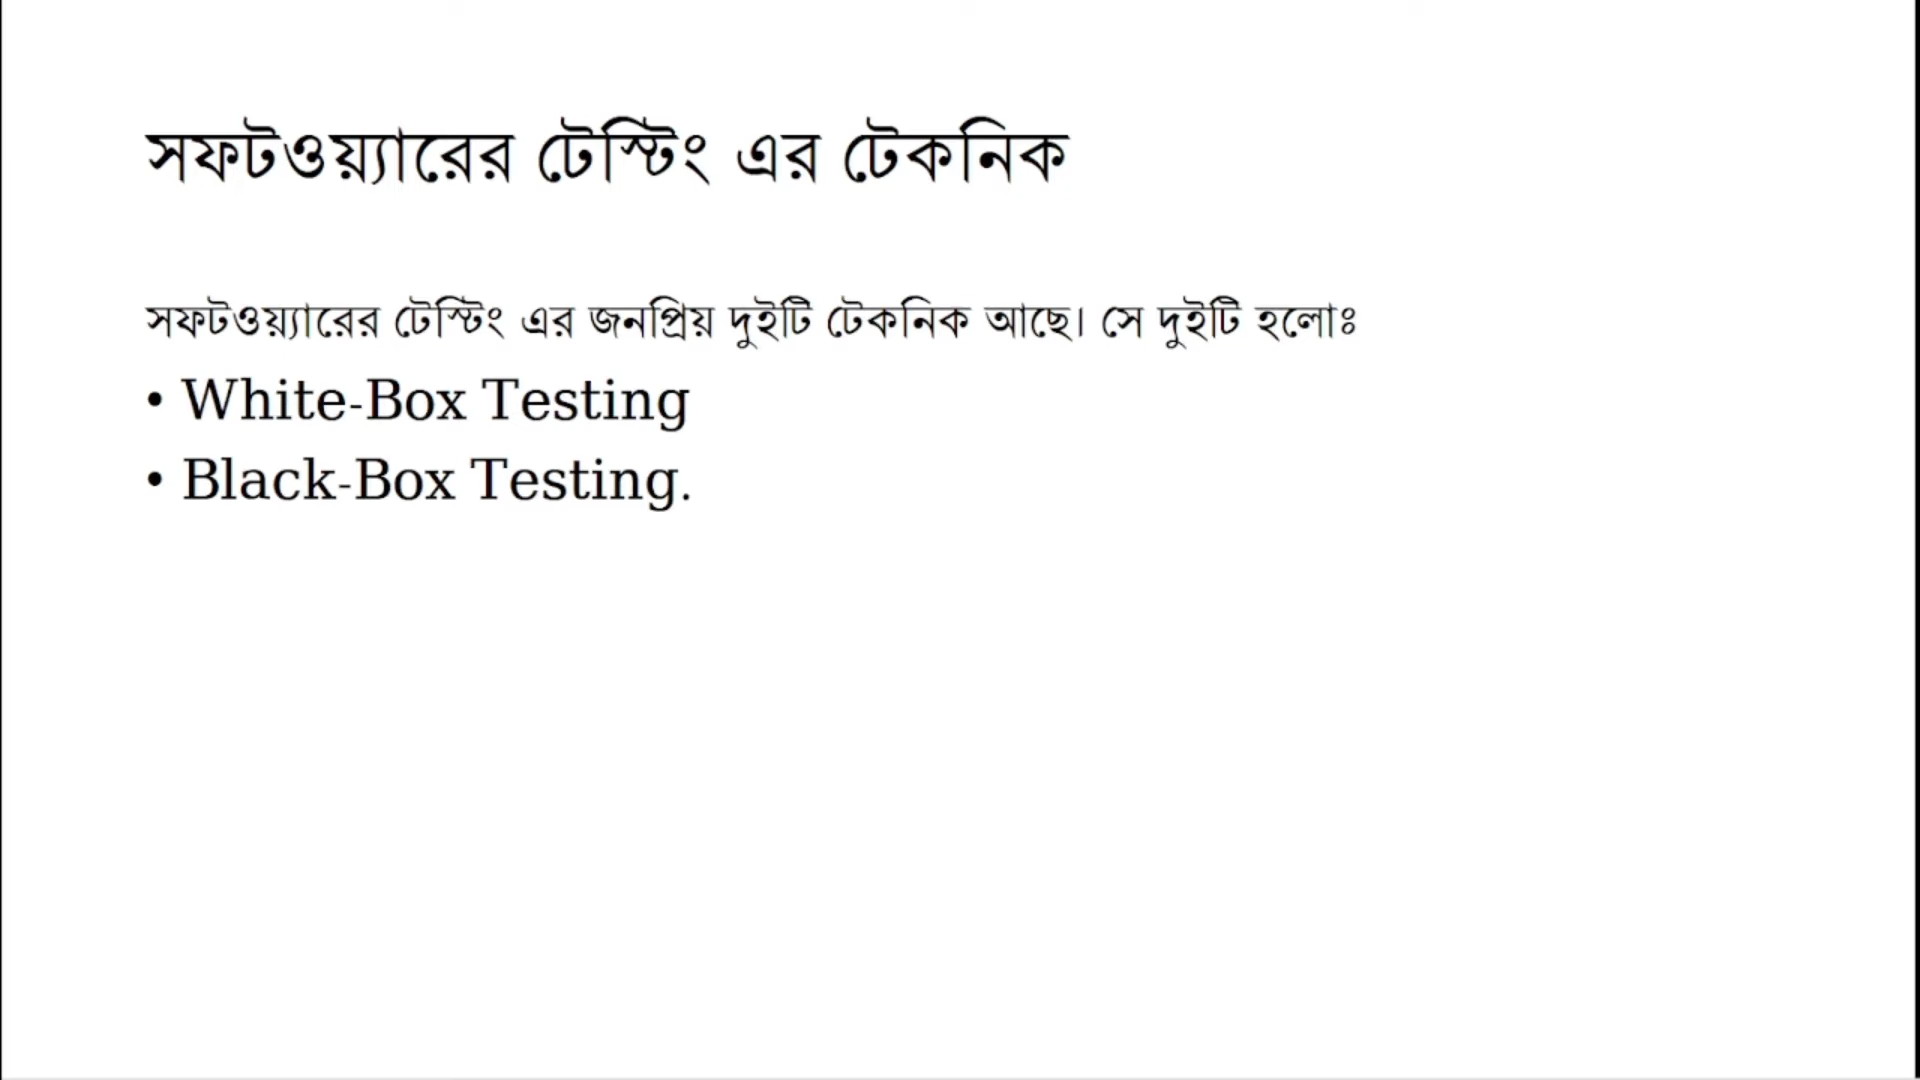 সফটওয়্যারের টেস্টিং এর টেকনিক
সফটওয়্যারের টেস্টিং এর জনপ্রিয় দুইটি টেকনিক আছে। সে দুইটি হলোঃ
• White-Box Testing
• Black-Box Testing.